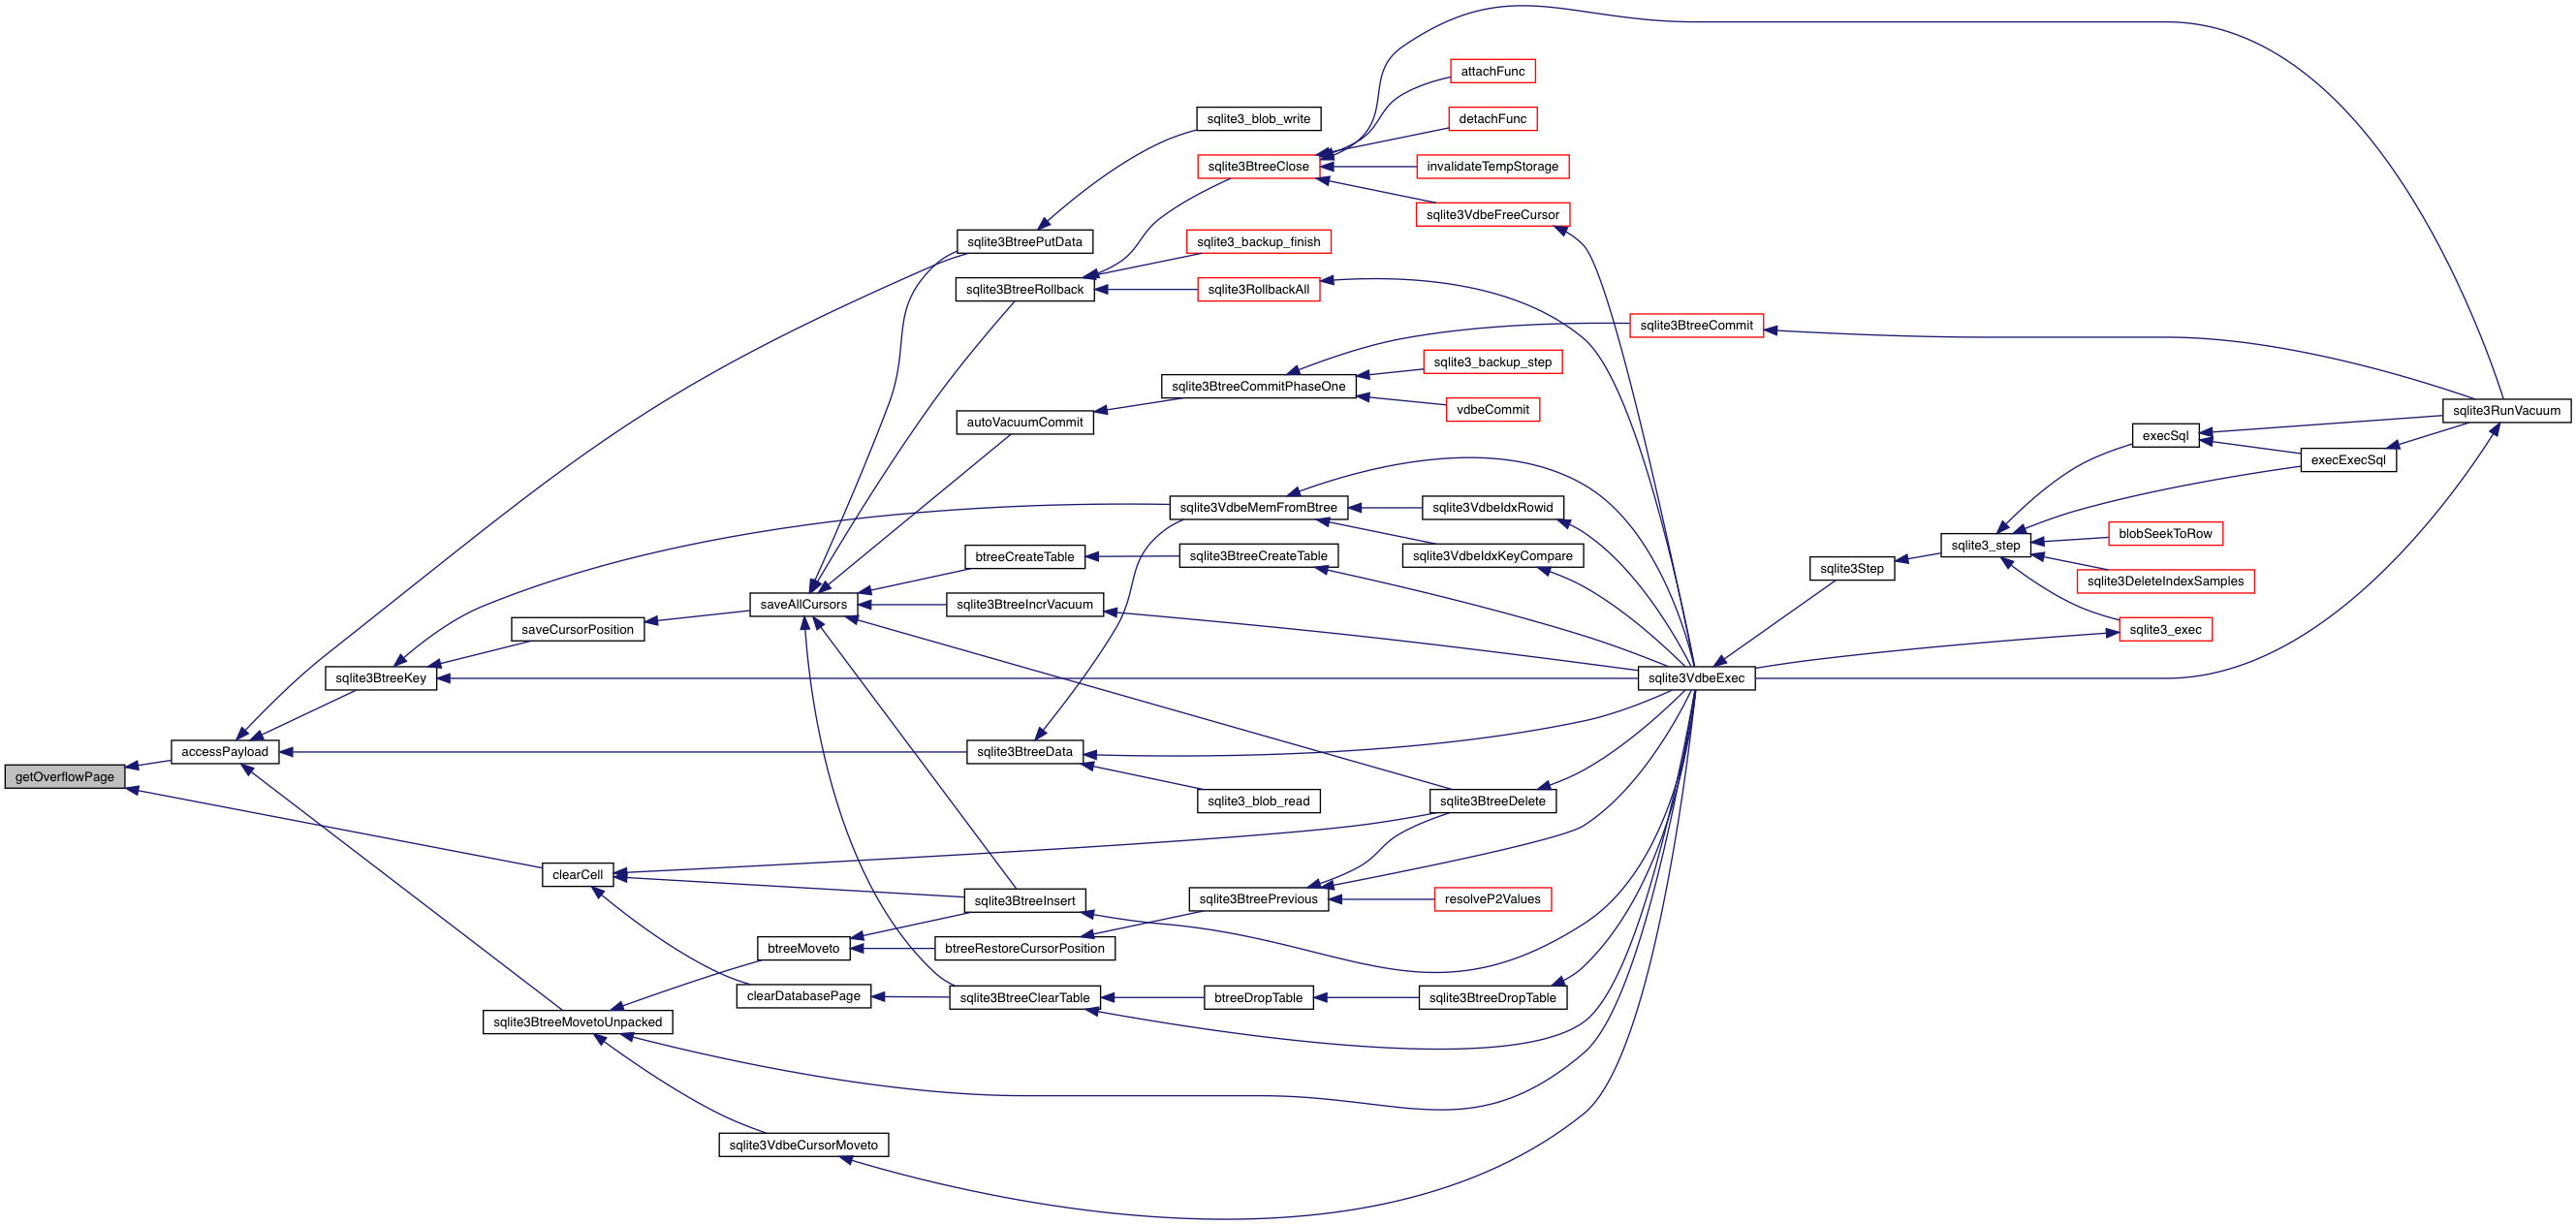 getOverflowPage
accessPayload
sqlite3BtreeKey
saveCursorPosition
clearCell
sqlite3BtreeMovetoUnpacked
saveAllCursors
btreeMoveto
clearDatabasePage
sqlite3VdbeCursorMoveto
sqlite3BtreePutData
sqlite3BtreeRollback
autoVacuumCommit
btreeCreateTable
sqlite3BtreeIncrVacuum
sqlite3BtreeData
sqlite3BtreeInsert
btreeRestoreCursorPosition
sqlite3BtreeClearTable
sqlite3_blob_write
sqlite3BtreeClose
sqlite3_backup_finish
sqlite3RollbackAll
sqlite3BtreeCommitPhaseOne
sqlite3VdbeMemFromBtree
sqlite3BtreeCreateTable
sqlite3_blob_read
sqlite3BtreePrevious
btreeDropTable
attachFunc
detachFunc
invalidateTempStorage
sqlite3VdbeFreeCursor
sqlite3_backup_step
vdbeCommit
sqlite3VdbeIdxRowid
sqlite3VdbeIdxKeyCompare
sqlite3BtreeDelete
resolveP2Values
sqlite3BtreeDropTable
sqlite3BtreeCommit
sqlite3VdbeExec
sqlite3Step
sqlite3_step
execSql
blobSeekToRow
sqlite3DeleteIndexSamples
sqlite3_exec
execExecSql
sqlite3RunVacuum